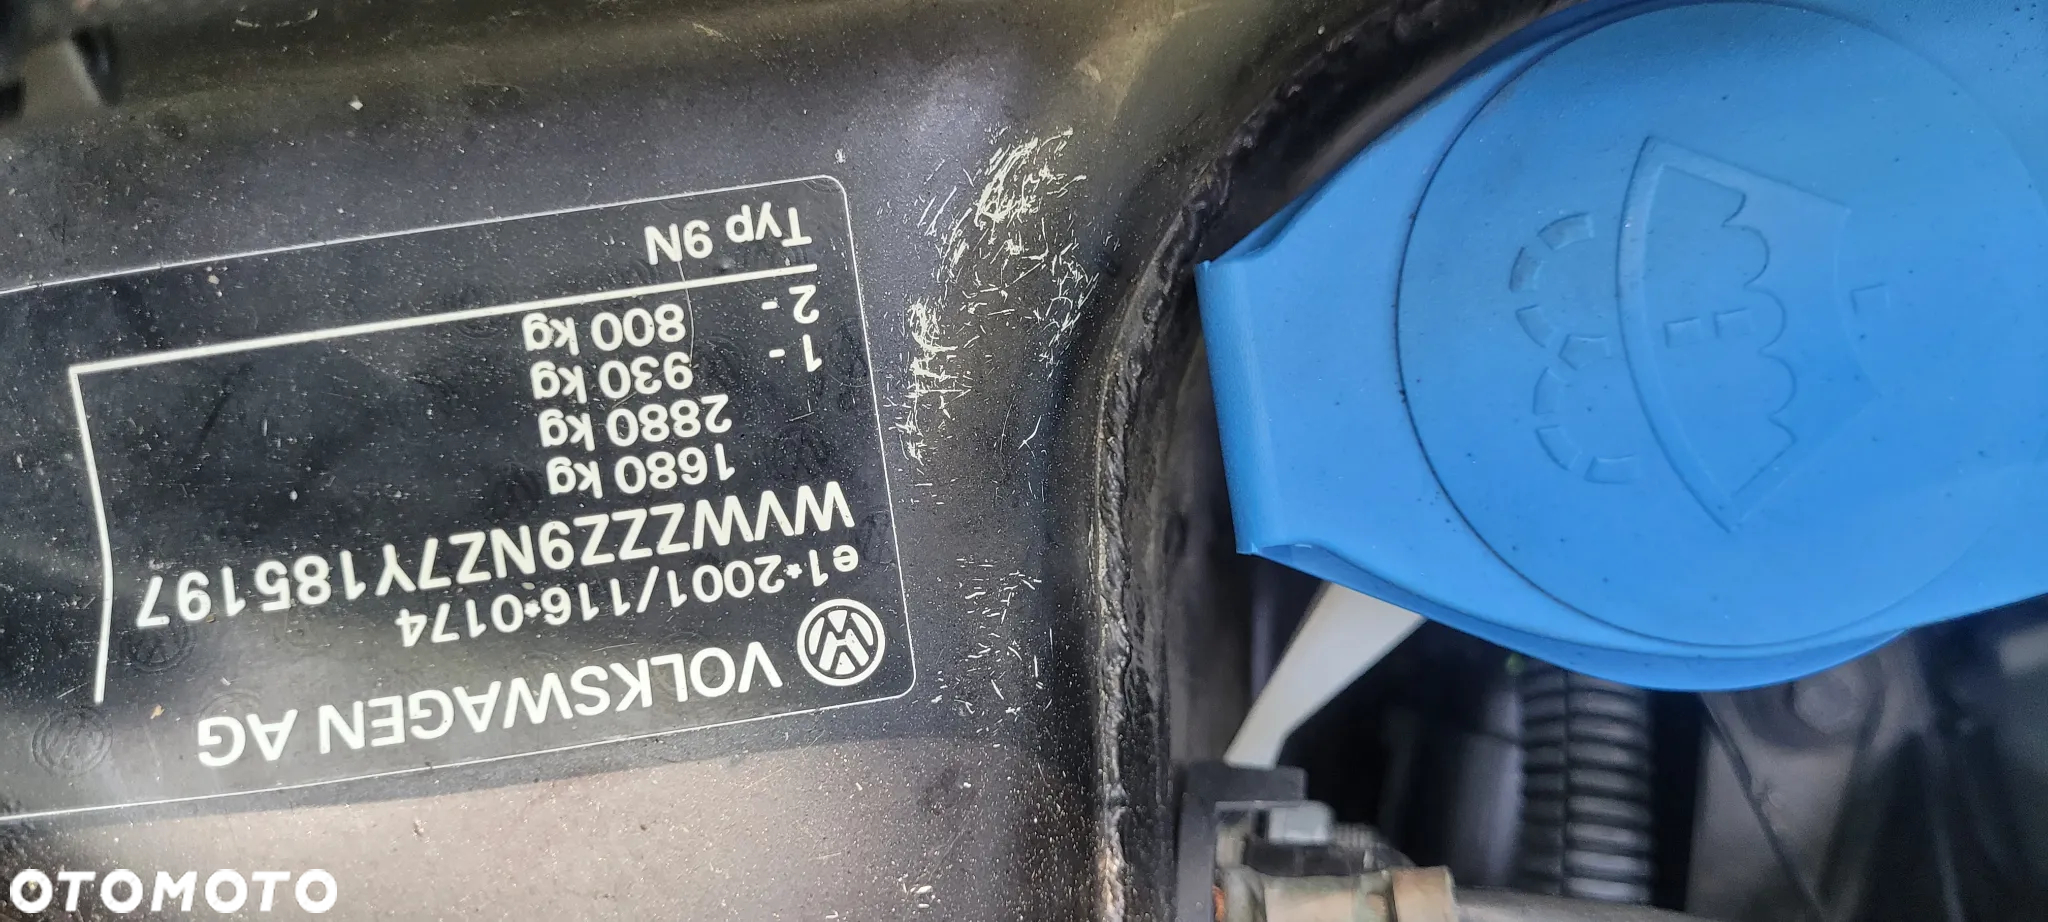 VOLKSWAGEN AG
e1*2001/116*0174
WVWZZZ9NZ7Y185197
1680 kg
2880 kg
1- 930 kg
2- 800 kg
Typ 9N
OTOMOTO